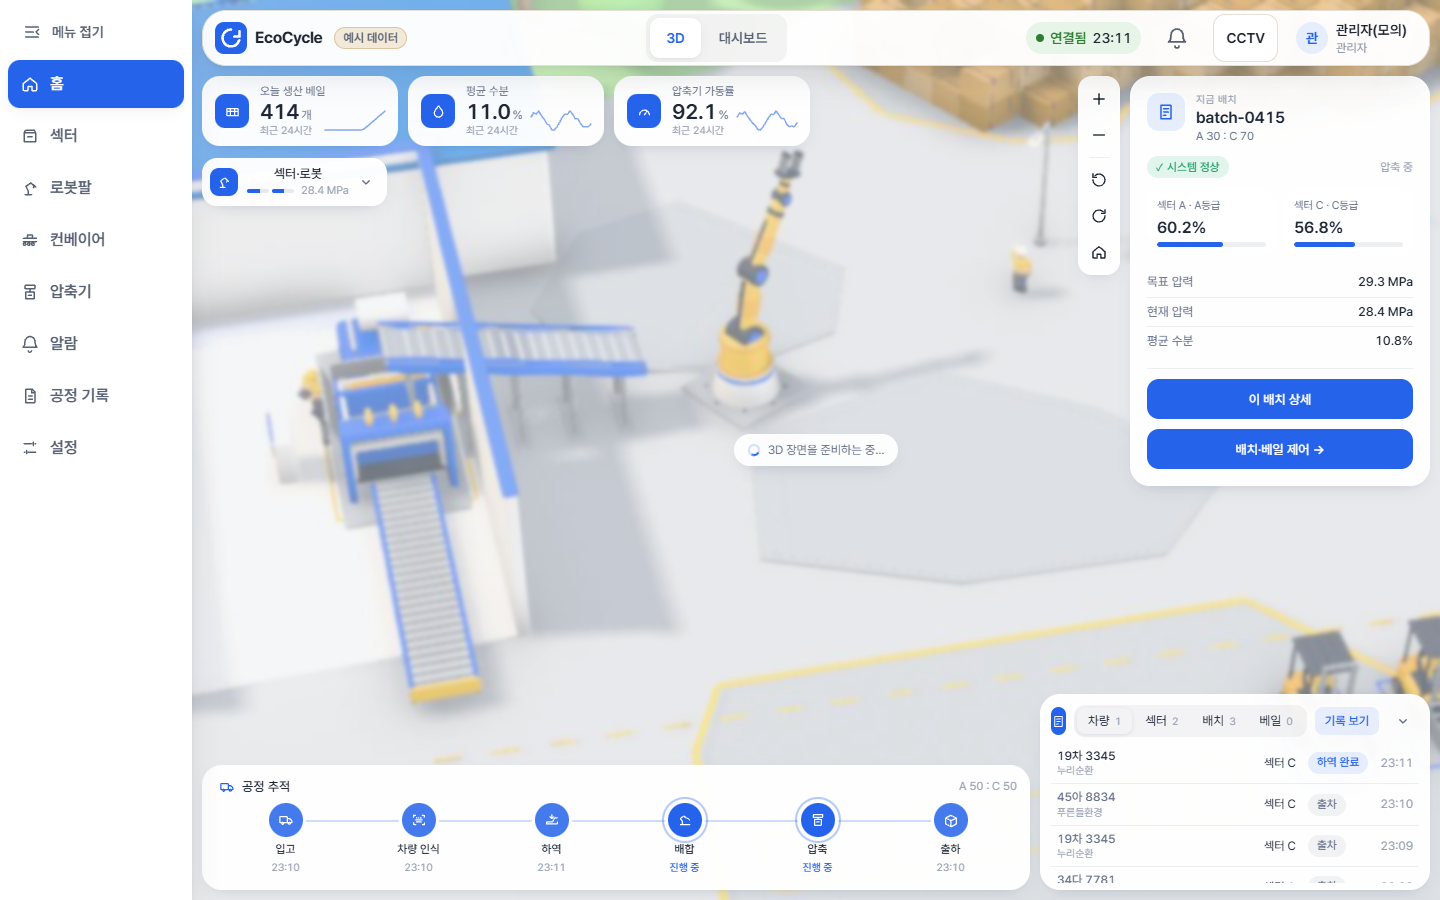 메뉴 접기
홈
섹터
로봇팔
컨베이어
압축기
알람
공정 기록
설정
EcoCycle
예시 데이터
3D
대시보드
연결됨 23:11
CCTV
관
관리자(모의)
관리자
오늘 생산 베일
414개
최근 24시간
평균 수분
11.0%
최근 24시간
압축기 가동률
92.1%
최근 24시간
섹터·로봇
28.4 MPa
지금 배치
batch-0415
A 30 : C 70
✓ 시스템 정상
압축 중
섹터 A · A등급
60.2%
섹터 C · C등급
56.8%
목표 압력 29.3 MPa
현재 압력 28.4 MPa
평균 수분 10.8%
이 배치 상세
배치·베일 제어 →
3D 장면을 준비하는 중...
공정 추적
A 50 : C 50
입고
23:10
차량 인식
23:10
하역
23:11
배합
진행 중
압축
진행 중
출하
23:10
차량 1
섹터 2
배치 3
베일 0
기록 보기
19차 3345
누리순환
섹터 C
하역 완료
23:11
45아 8834
푸른들환경
섹터 C
출차
23:10
19차 3345
누리순환
섹터 C
출차
23:09
34다 7781